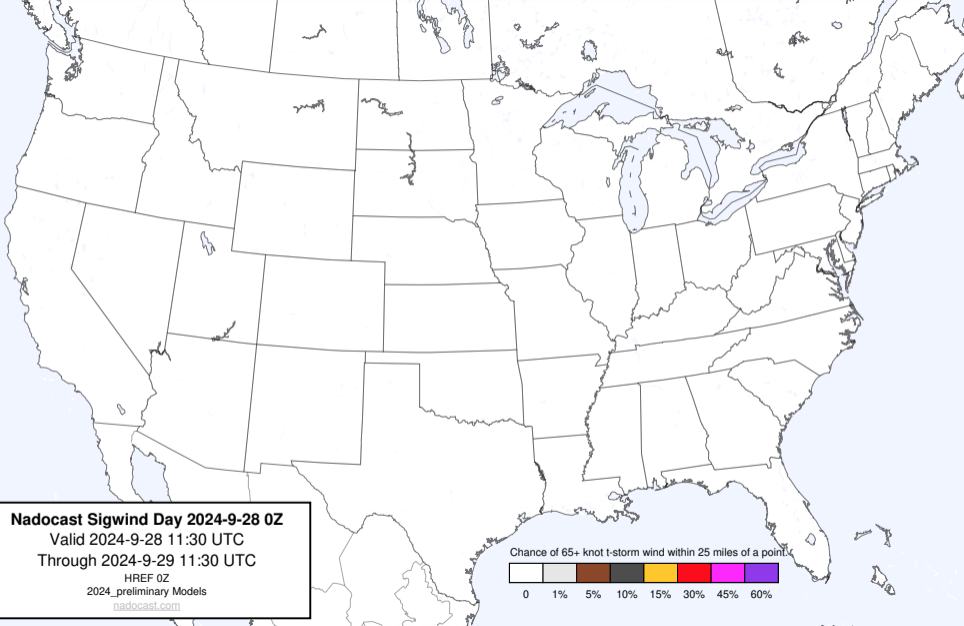 Nadocast Sigwind Day 2024-9-28 0Z
Valid 2024-9-28 11:30 UTC
Through 2024-9-29 11:30 UTC
HREF 0Z
2024_preliminary Models
nadocast.com
Chance of 65+ knot t-storm wind within 25 miles of a point.
0 1% 5% 10% 15% 30% 45% 60%